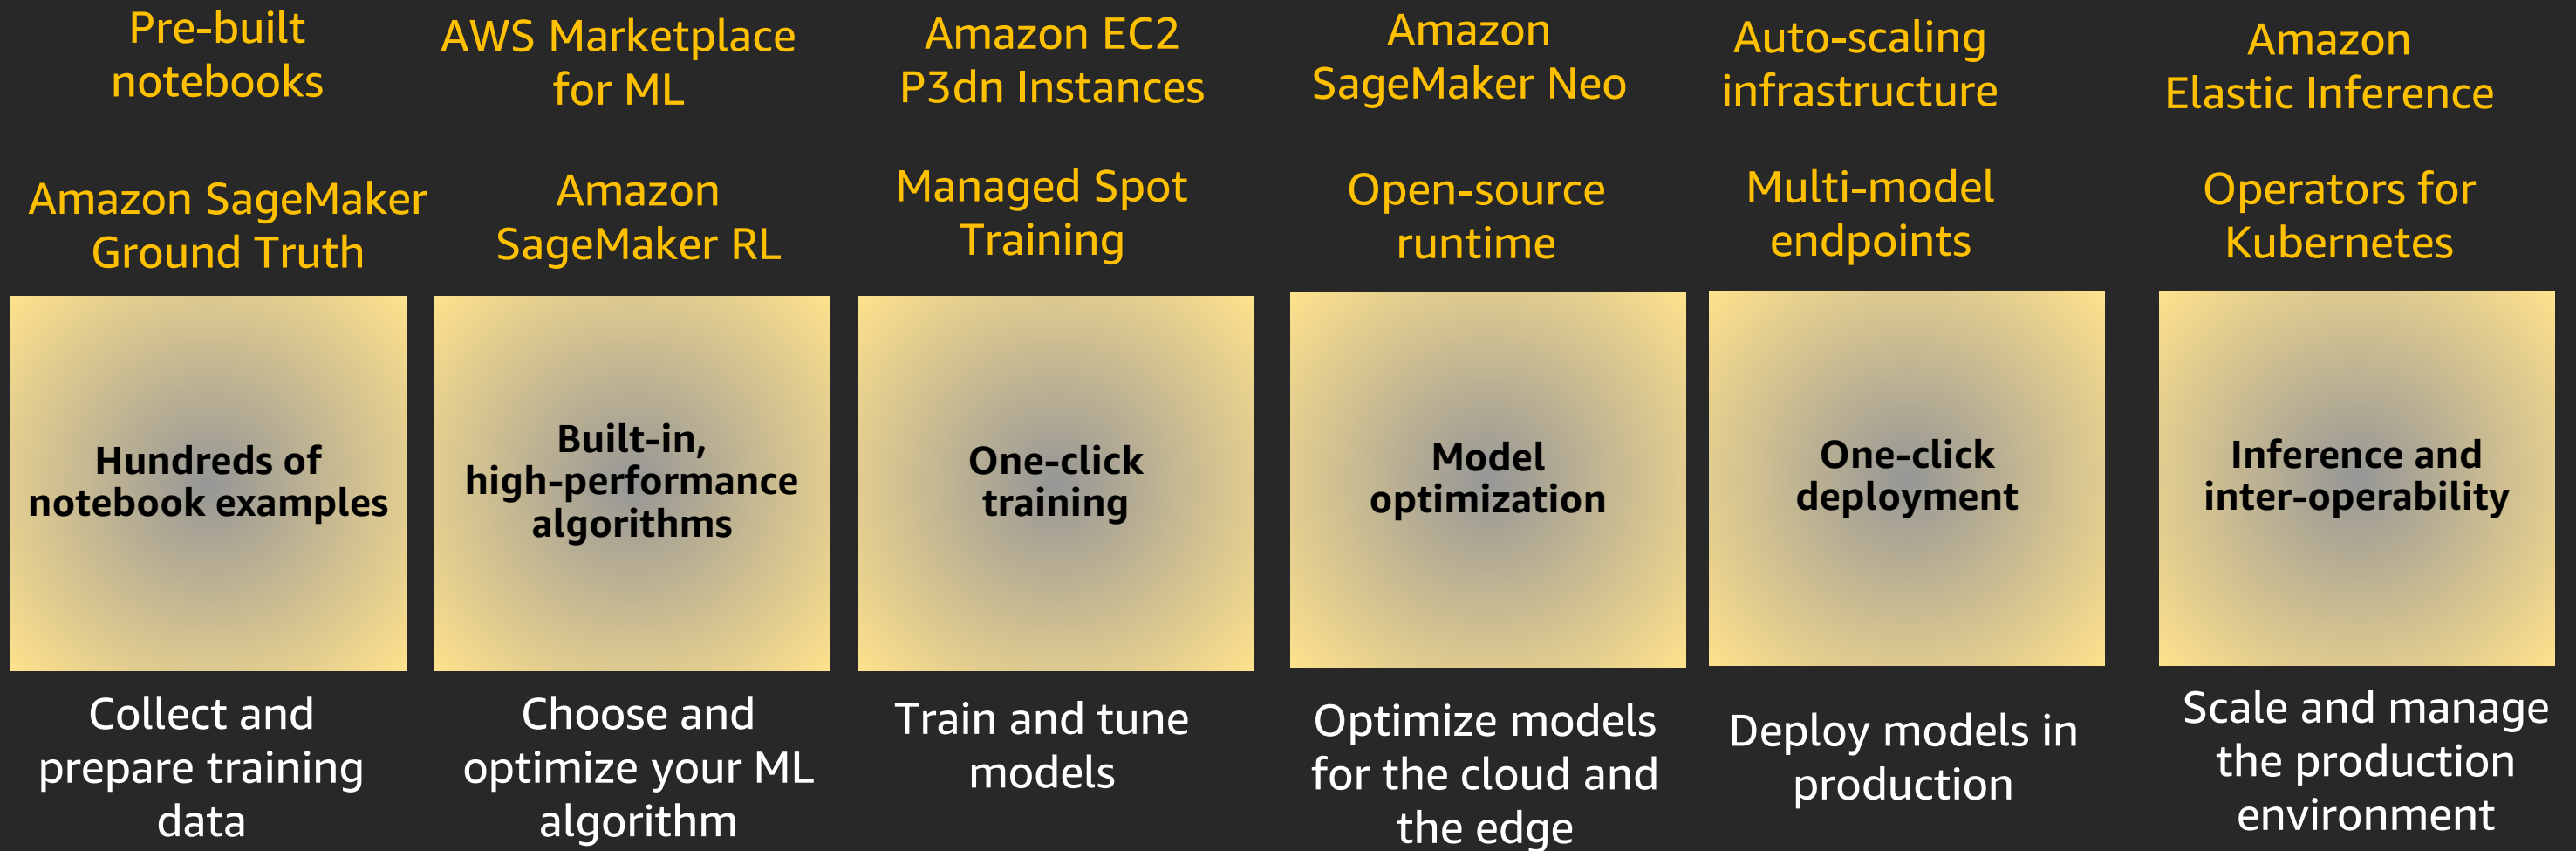 Pre-built
notebooks
Amazon SageMaker
Ground Truth
Hundreds of
notebook examples
Collect and
prepare training
data
AWS Marketplace
for ML
Amazon
SageMaker RL
Built-in,
high-performance
algorithms
Choose and
optimize your ML
algorithm
Amazon EC2
P3dn Instances
Managed Spot
Training
One-click
training
Train and tune
models
Amazon
SageMaker Neo
Open-source
runtime
Model
optimization
Optimize models
for the cloud and
the edge
Auto-scaling
infrastructure
Multi-model
endpoints
One-click
deployment
Deploy models in
production
Amazon
Elastic Inference
Operators for
Kubernetes
Inference and
inter-operability
Scale and manage
the production
environment